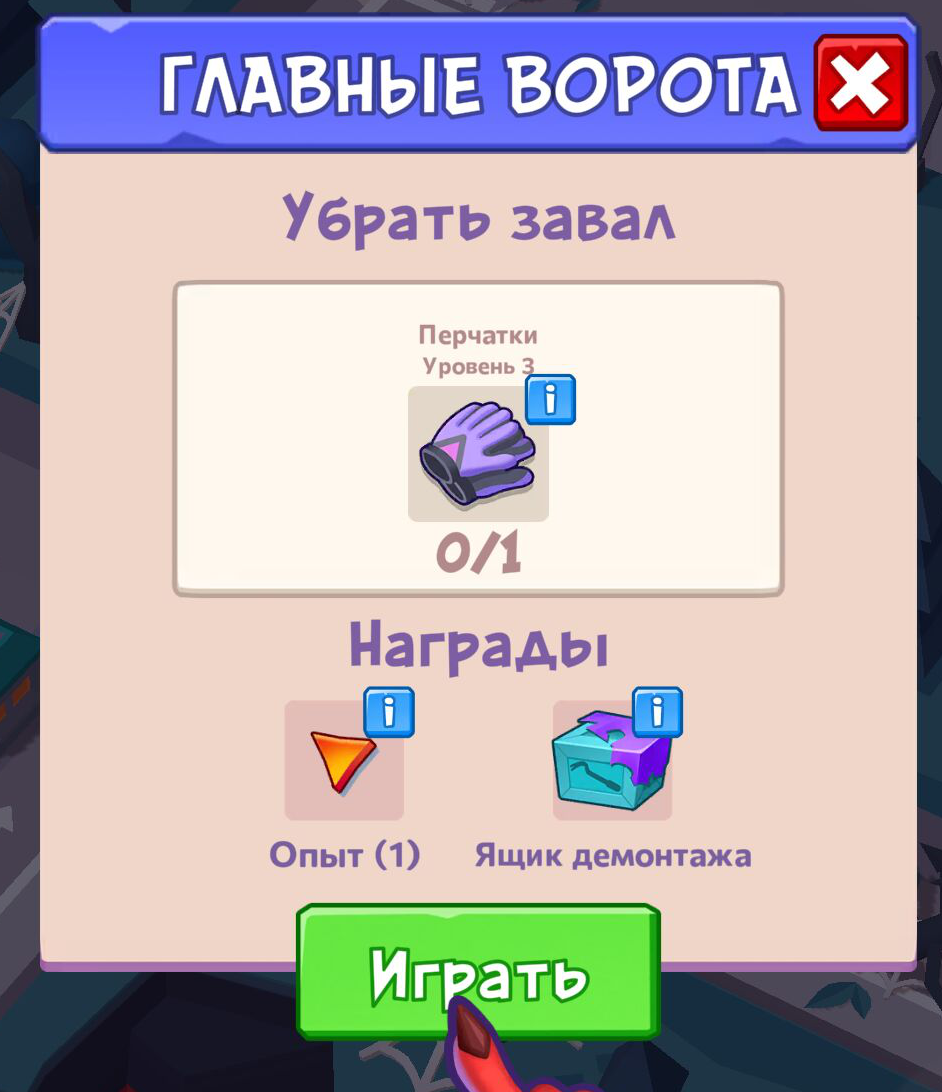 ГЛАВНЫЕ ВОРОТА
Убрать завал
Перчатки
Уровень 3
i
0/1
Награды
i
i
Опыт (1)
Ящик демонтажа
Играть